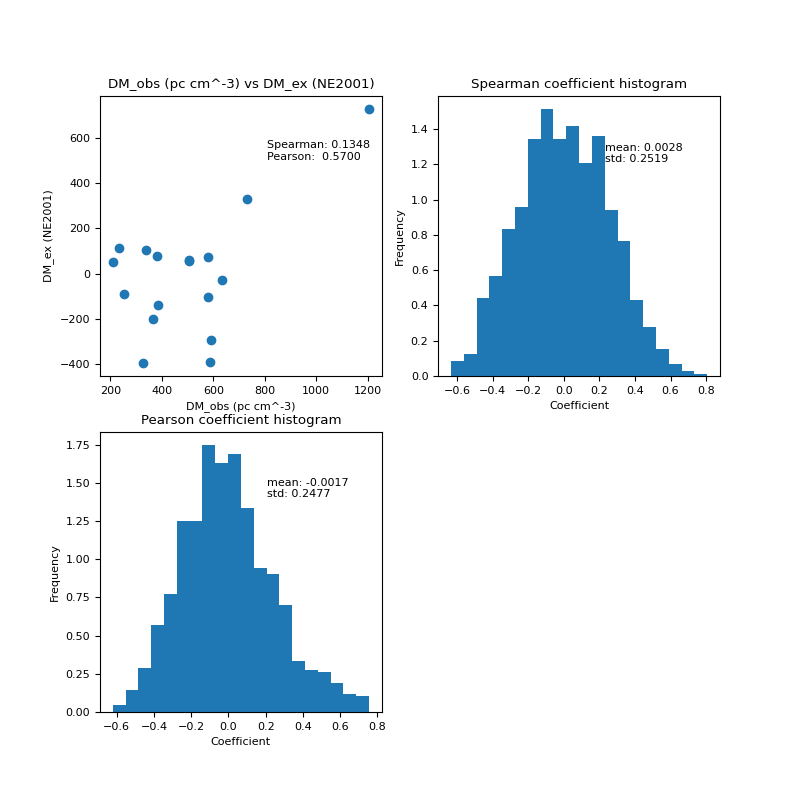 DM_obs (pc cm^-3) vs DM_ex (NE2001)
Spearman: 0.1348
Pearson:  0.5700
DM_ex (NE2001)
600
400
200
0
−200
−400
200
400
600
800
1000
1200
DM_obs (pc cm^-3)
Spearman coefficient histogram
mean: 0.0028
std: 0.2519
Frequency
1.4
1.2
1.0
0.8
0.6
0.4
0.2
0.0
−0.6
−0.4
−0.2
0.0
0.2
0.4
0.6
0.8
Coefficient
Pearson coefficient histogram
mean: -0.0017
std: 0.2477
Frequency
1.75
1.50
1.25
1.00
0.75
0.50
0.25
0.00
−0.6
−0.4
−0.2
0.0
0.2
0.4
0.6
0.8
Coefficient